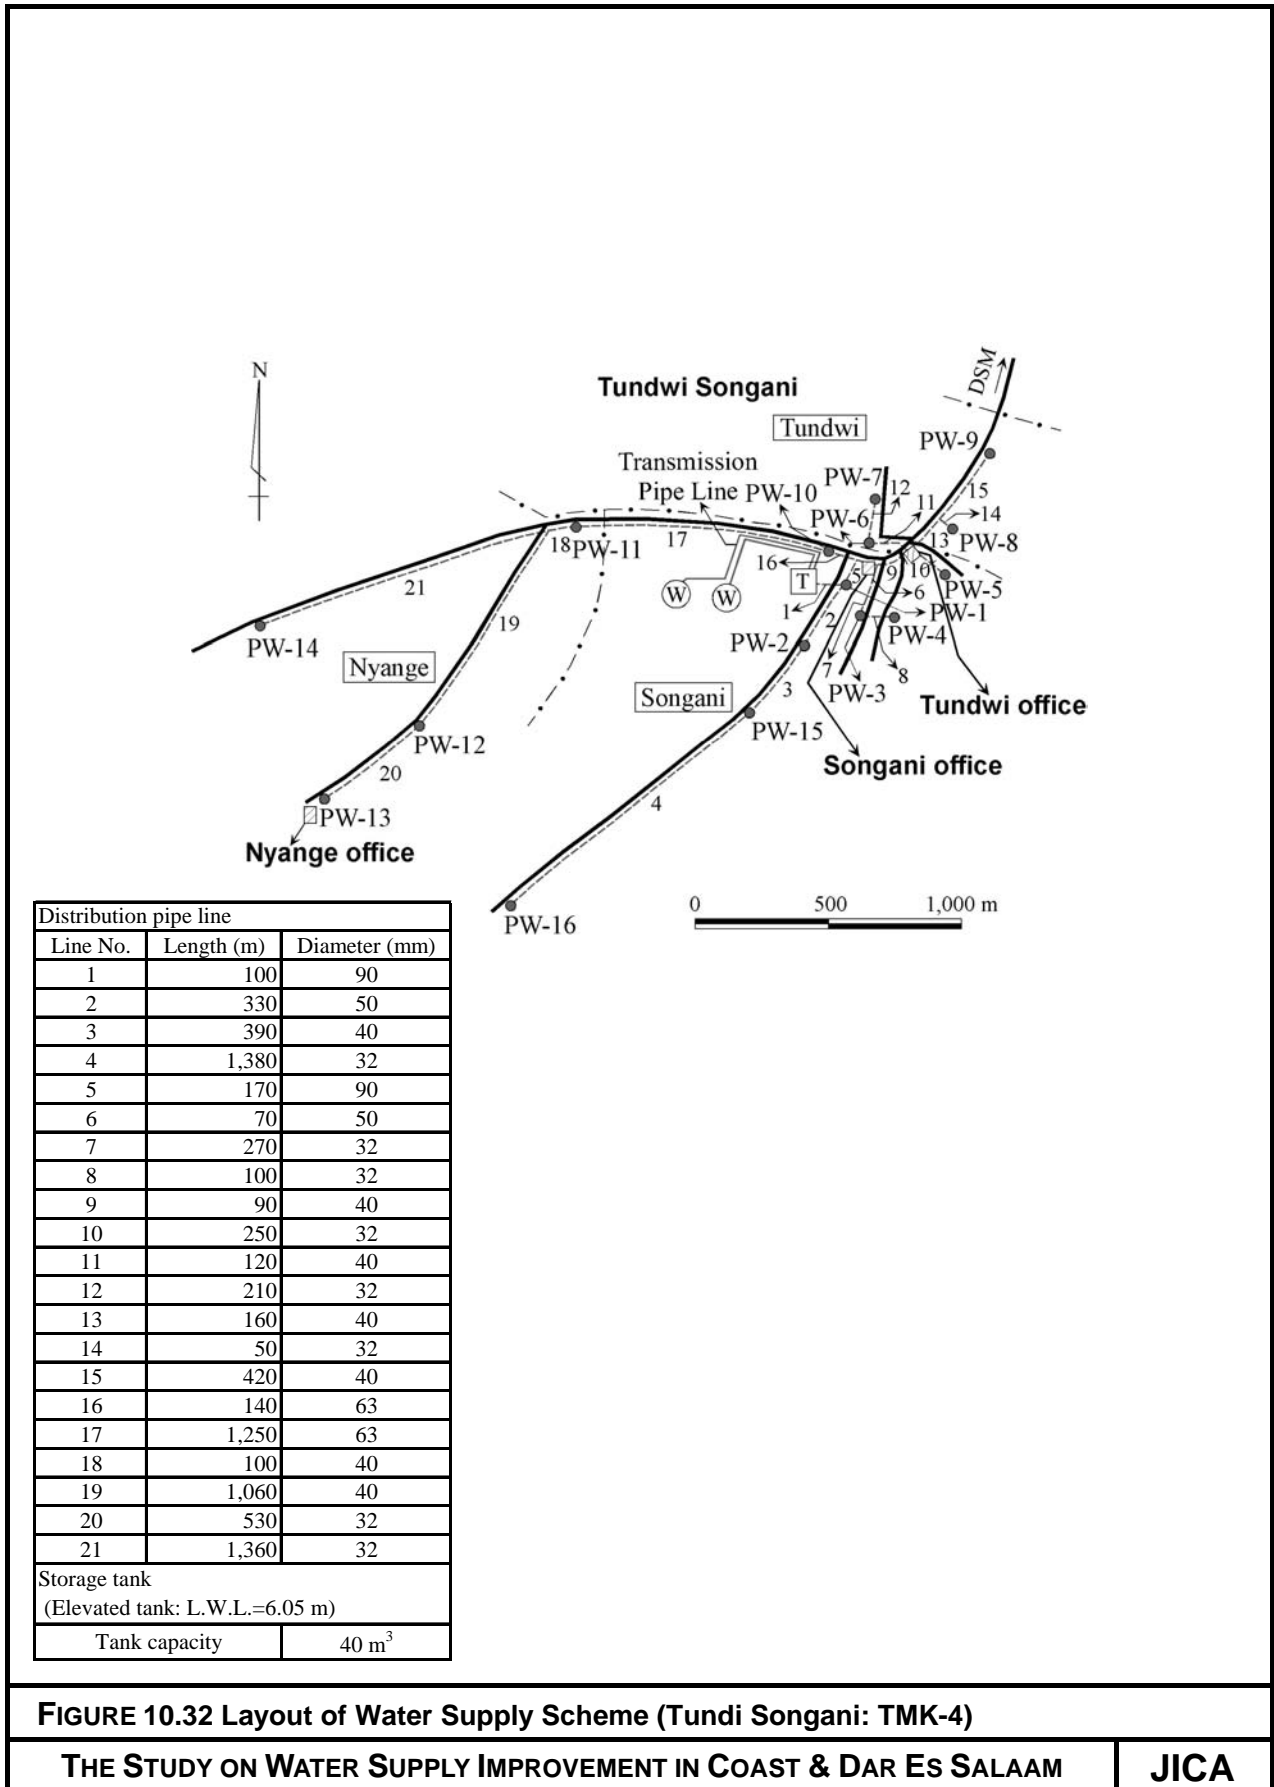 N
Tundwi Songani
DSM
Tundwi
PW-9
Transmission
Pipe Line
PW-10
PW-7
12
11
15
PW-6
14
13
PW-8
18
PW-11
17
16
T
5
9
10
6
PW-5
W
W
1
2
PW-1
21
19
PW-2
PW-4
PW-14
7
8
Nyange
3
PW-3
Songani
Tundwi office
PW-12
PW-15
Songani office
20
4
PW-13
Nyange office
0 500 1,000 m
PW-16
Distribution pipe line
Line No. Length (m) Diameter (mm)
1 100 90
2 330 50
3 390 40
4 1,380 32
5 170 90
6 70 50
7 270 32
8 100 32
9 90 40
10 250 32
11 120 40
12 210 32
13 160 40
14 50 32
15 420 40
16 140 63
17 1,250 63
18 100 40
19 1,060 40
20 530 32
21 1,360 32
Storage tank
(Elevated tank: L.W.L.=6.05 m)
Tank capacity 40 m³
FIGURE 10.32 Layout of Water Supply Scheme (Tundi Songani: TMK-4)
THE STUDY ON WATER SUPPLY IMPROVEMENT IN COAST & DAR ES SALAAM JICA